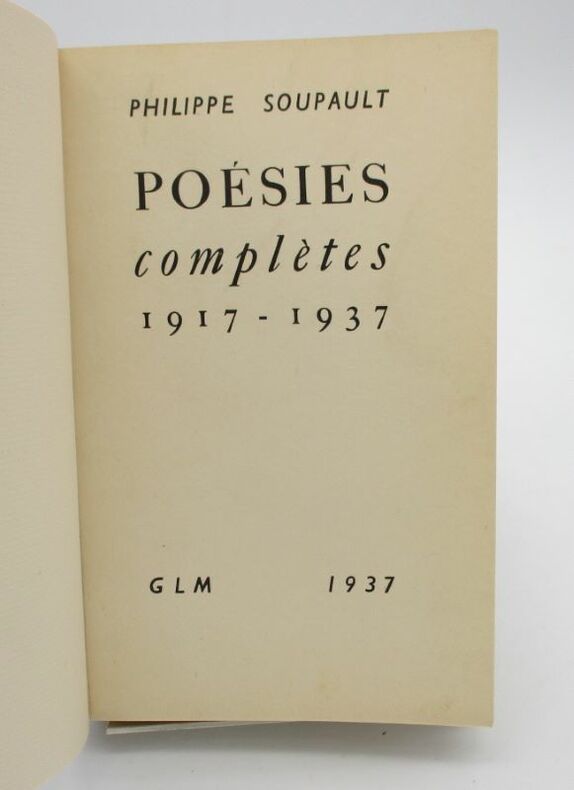 PHILIPPE SOUPAULT
POÉSIES
complètes
1917-1937
GLM 1937